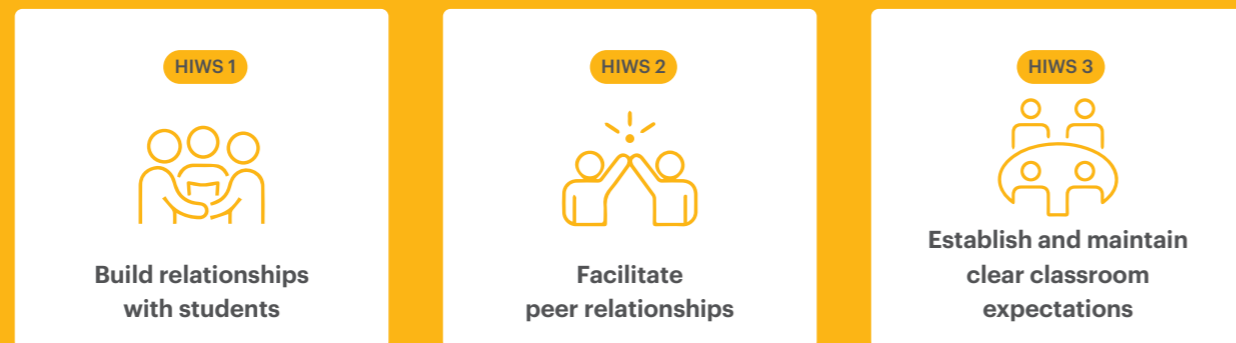 HIWS 1
Build relationships
with students
HIWS 2
Facilitate
peer relationships
HIWS 3
Establish and maintain
clear classroom
expectations